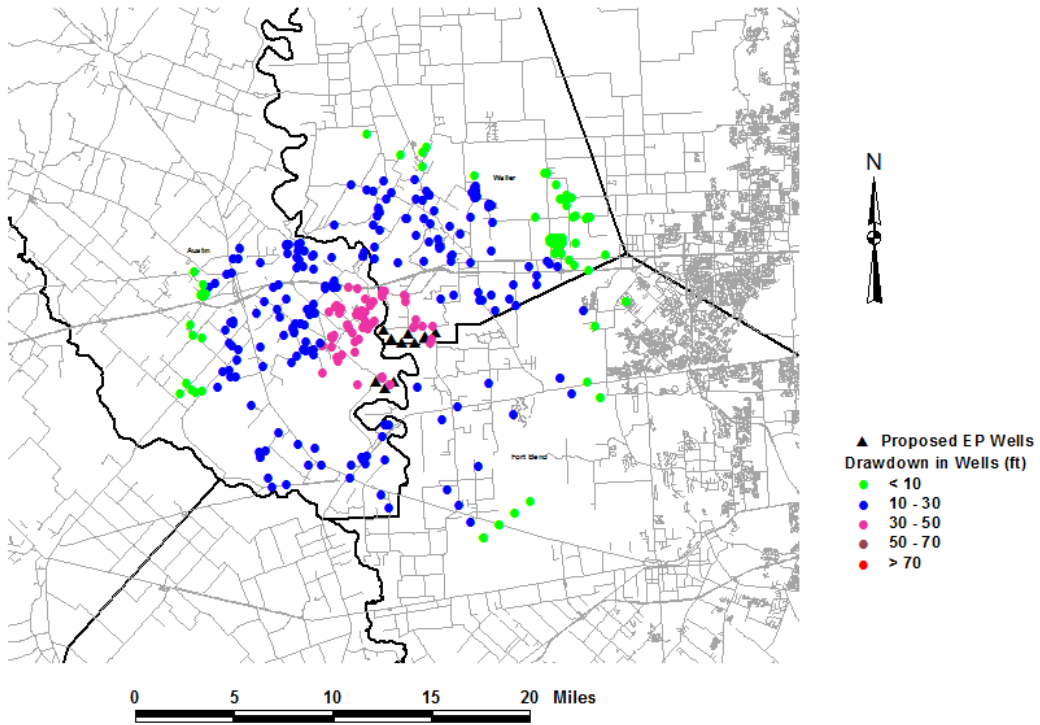 N
Waller
Austin
Fort Bend
Proposed EP Wells
Drawdown in Wells (ft)
< 10
10 - 30
30 - 50
50 - 70
> 70
0 5 10 15 20 Miles